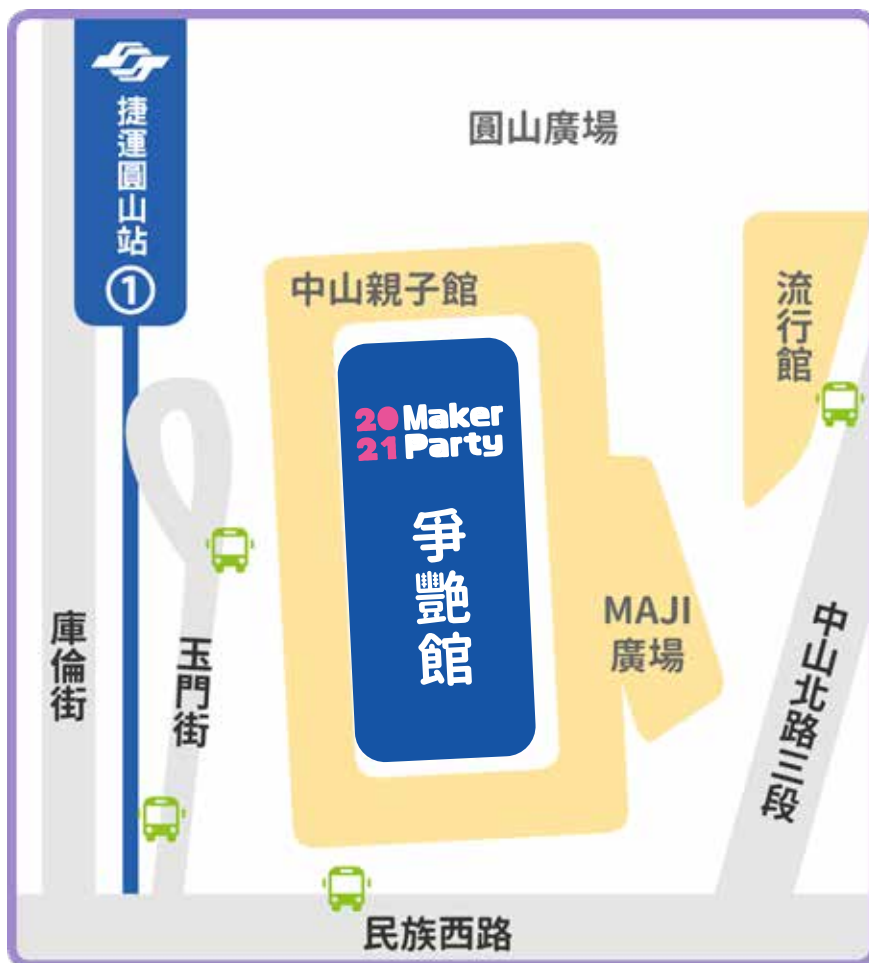 捷運圓山站
1
圓山廣場
中山親子館
流行館
20 Maker
21 Party
爭艷館
MAJI
廣場
庫倫街
玉門街
中山北路三段
民族西路